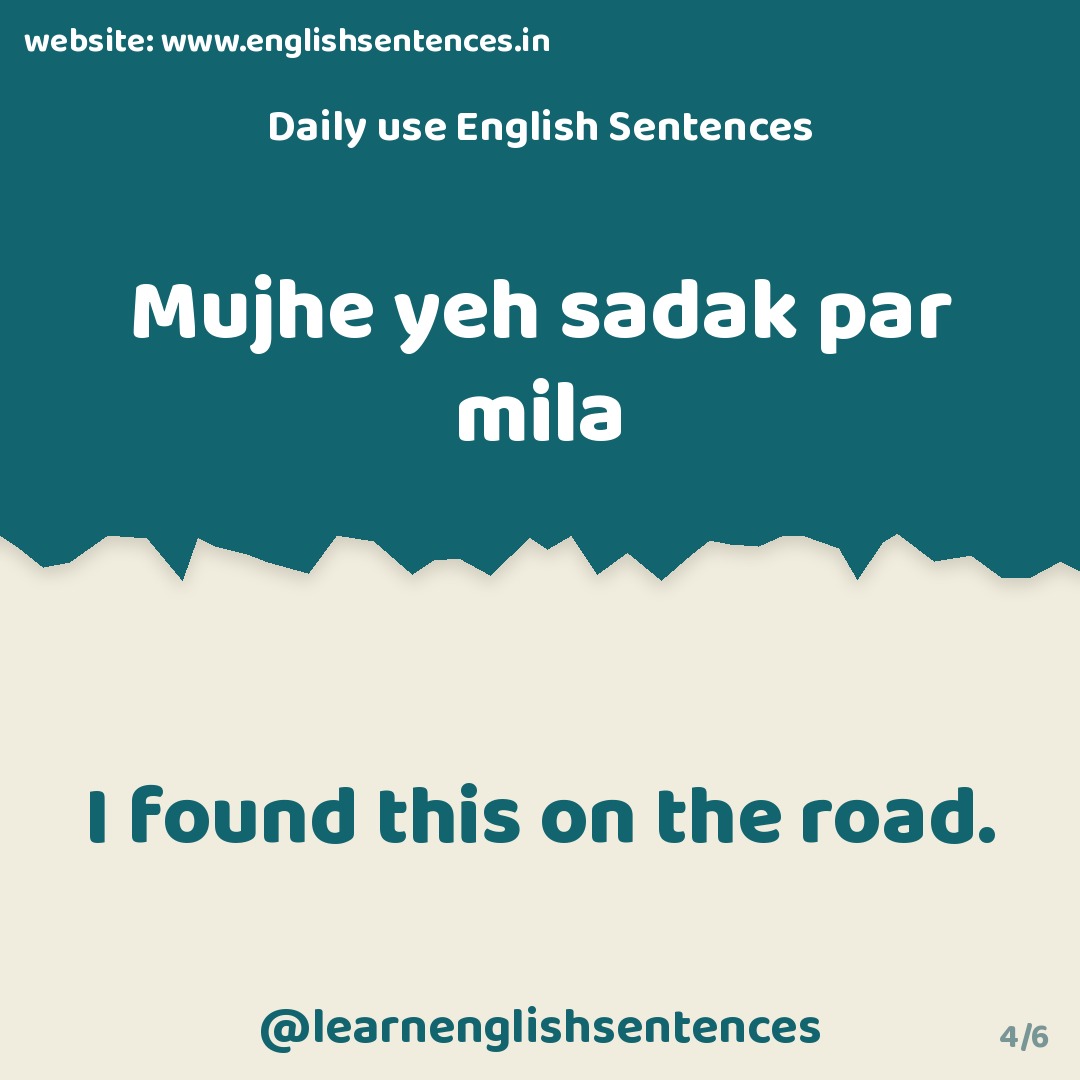 website: www.englishsentences.in
Daily use English Sentences
Mujhe yeh sadak par
mila
I found this on the road.
@learnenglishsentences
4/6